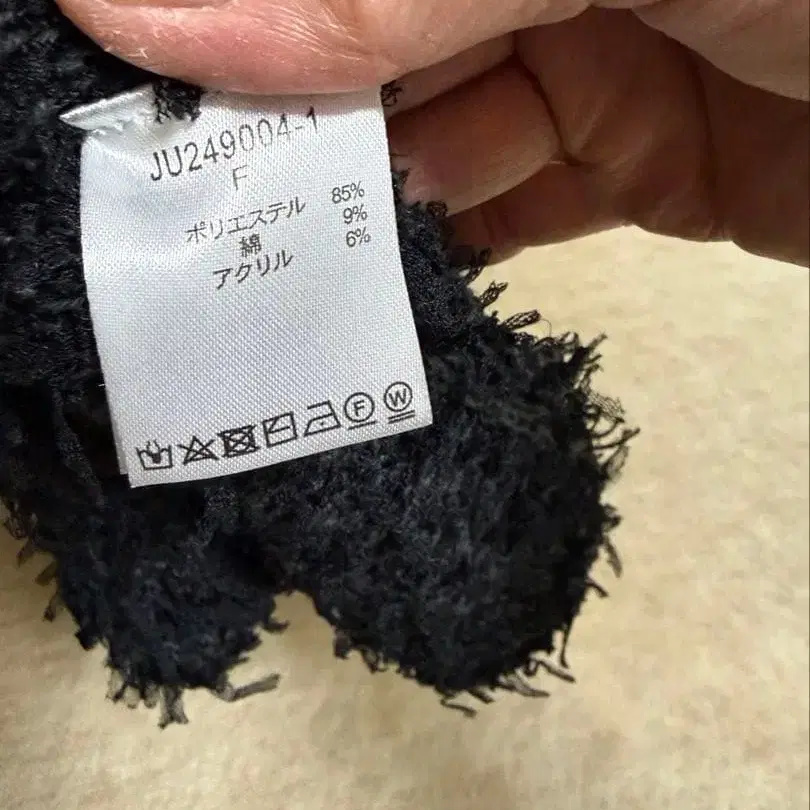 JU249004-1
F
ポリエステル 85%
綿 9%
アクリル 6%
F W